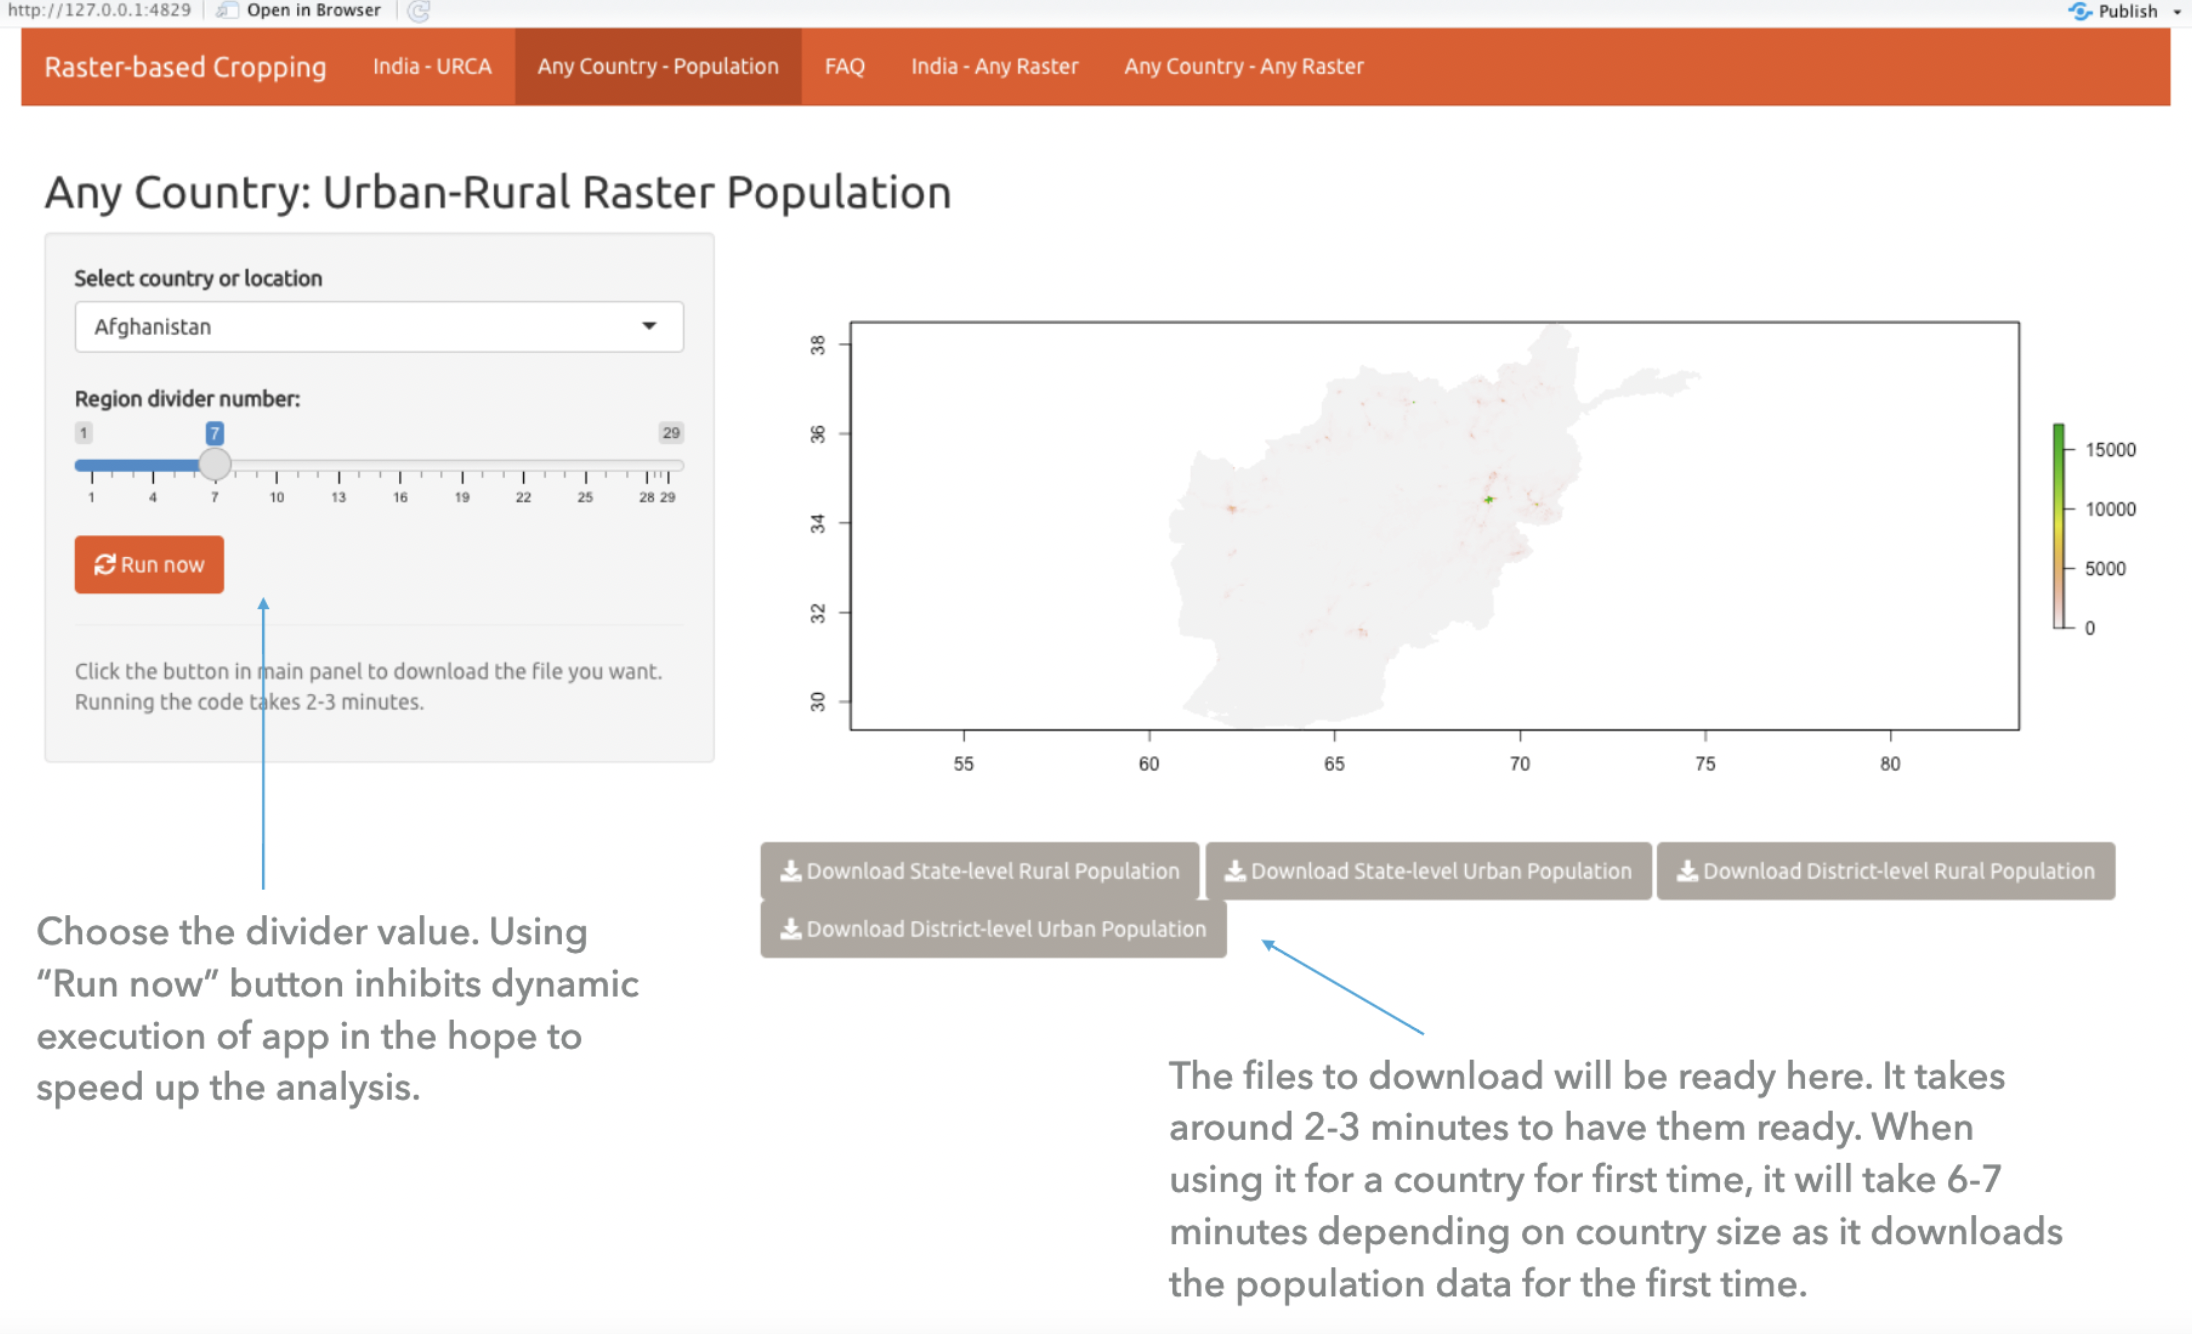 http://127.0.0.1:4829 Open in Browser Publish
Raster-based Cropping India - URCA Any Country - Population FAQ India - Any Raster Any Country - Any Raster
Any Country: Urban-Rural Raster Population
Select country or location
Afghanistan
Region divider number:
1 7 29
1 4 7 10 13 16 19 22 25 28 29
Run now
Click the button in main panel to download the file you want.
Running the code takes 2-3 minutes.
38
36
34
32
30
55 60 65 70 75 80
15000
10000
5000
0
Download State-level Rural Population Download State-level Urban Population Download District-level Rural Population
Download District-level Urban Population
Choose the divider value. Using
“Run now” button inhibits dynamic
execution of app in the hope to
speed up the analysis.
The files to download will be ready here. It takes
around 2-3 minutes to have them ready. When
using it for a country for first time, it will take 6-7
minutes depending on country size as it downloads
the population data for the first time.